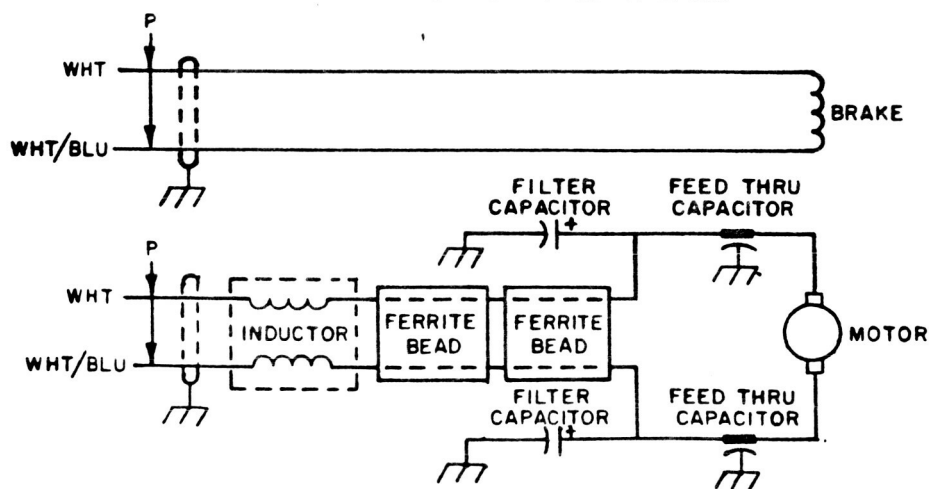 P
WHT
BRAKE
WHT/BLU
FILTER
CAPACITOR
+
FEED THRU
CAPACITOR
P
WHT
INDUCTOR
FERRITE
BEAD
FERRITE
BEAD
MOTOR
WHT/BLU
FILTER
CAPACITOR
+
FEED THRU
CAPACITOR